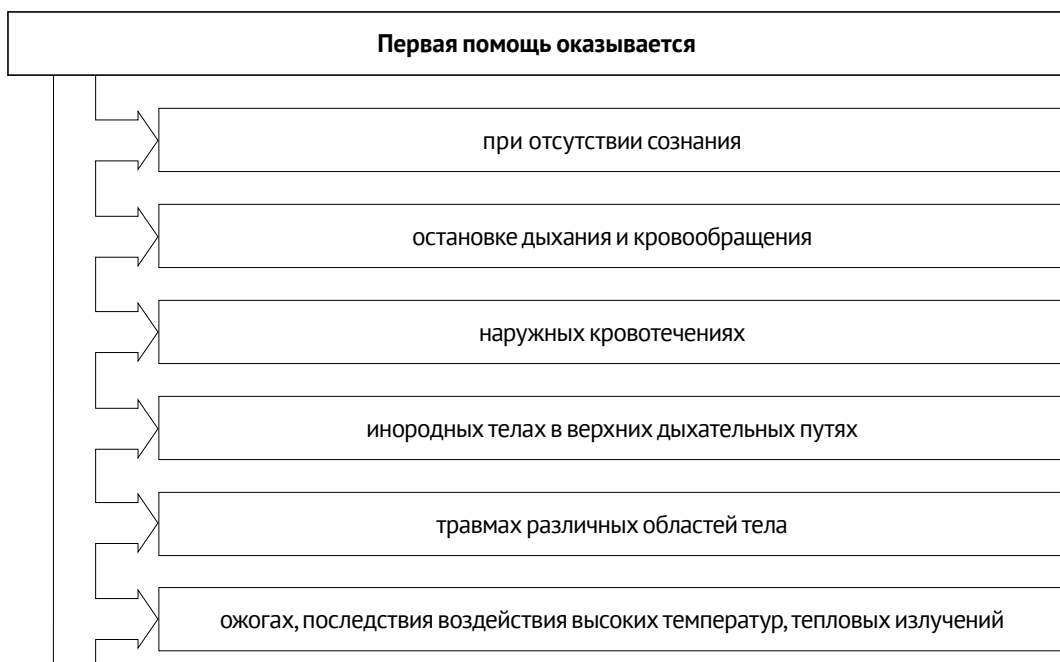 Первая помощь оказывается
при отсутствии сознания
остановке дыхания и кровообращения
наружных кровотечениях
инородных телах в верхних дыхательных путях
травмах различных областей тела
ожогах, последствия воздействия высоких температур, тепловых излучений